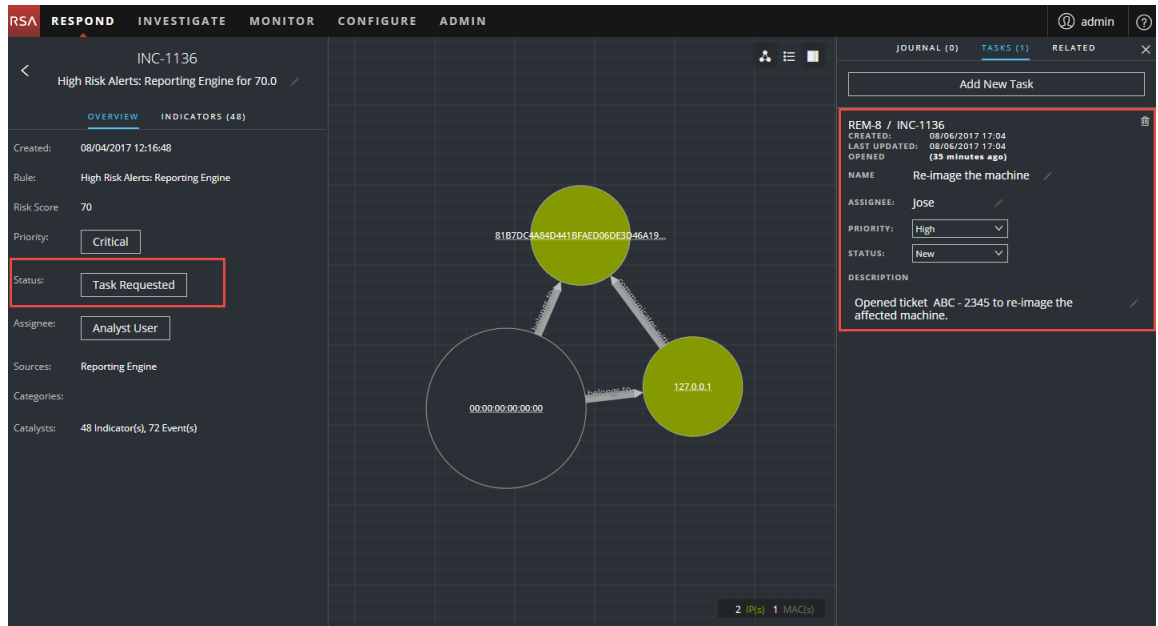 RSA RESPOND INVESTIGATE MONITOR CONFIGURE ADMIN admin ?
INC-1136
High Risk Alerts: Reporting Engine for 70.0
OVERVIEW INDICATORS (48)
Created: 08/04/2017 12:16:48
Rule: High Risk Alerts: Reporting Engine
Risk Score 70
Priority: Critical
Status: Task Requested
Assignee: Analyst User
Sources: Reporting Engine
Categories:
Catalysts: 48 Indicator(s), 72 Event(s)
81B7DC4A84D441BFAED06DE3D46A19...
belongs to
communicates with
belongs to
127.0.0.1
00:00:00:00:00:00
2 IP(s) 1 MAC(s)
JOURNAL (0) TASKS (1) RELATED
Add New Task
REM-8 / INC-1136
CREATED: 08/06/2017 17:04
LAST UPDATED: 08/06/2017 17:04
OPENED (35 minutes ago)
NAME Re-image the machine
ASSIGNEE: Jose
PRIORITY: High
STATUS: New
DESCRIPTION
Opened ticket ABC - 2345 to re-image the
affected machine.